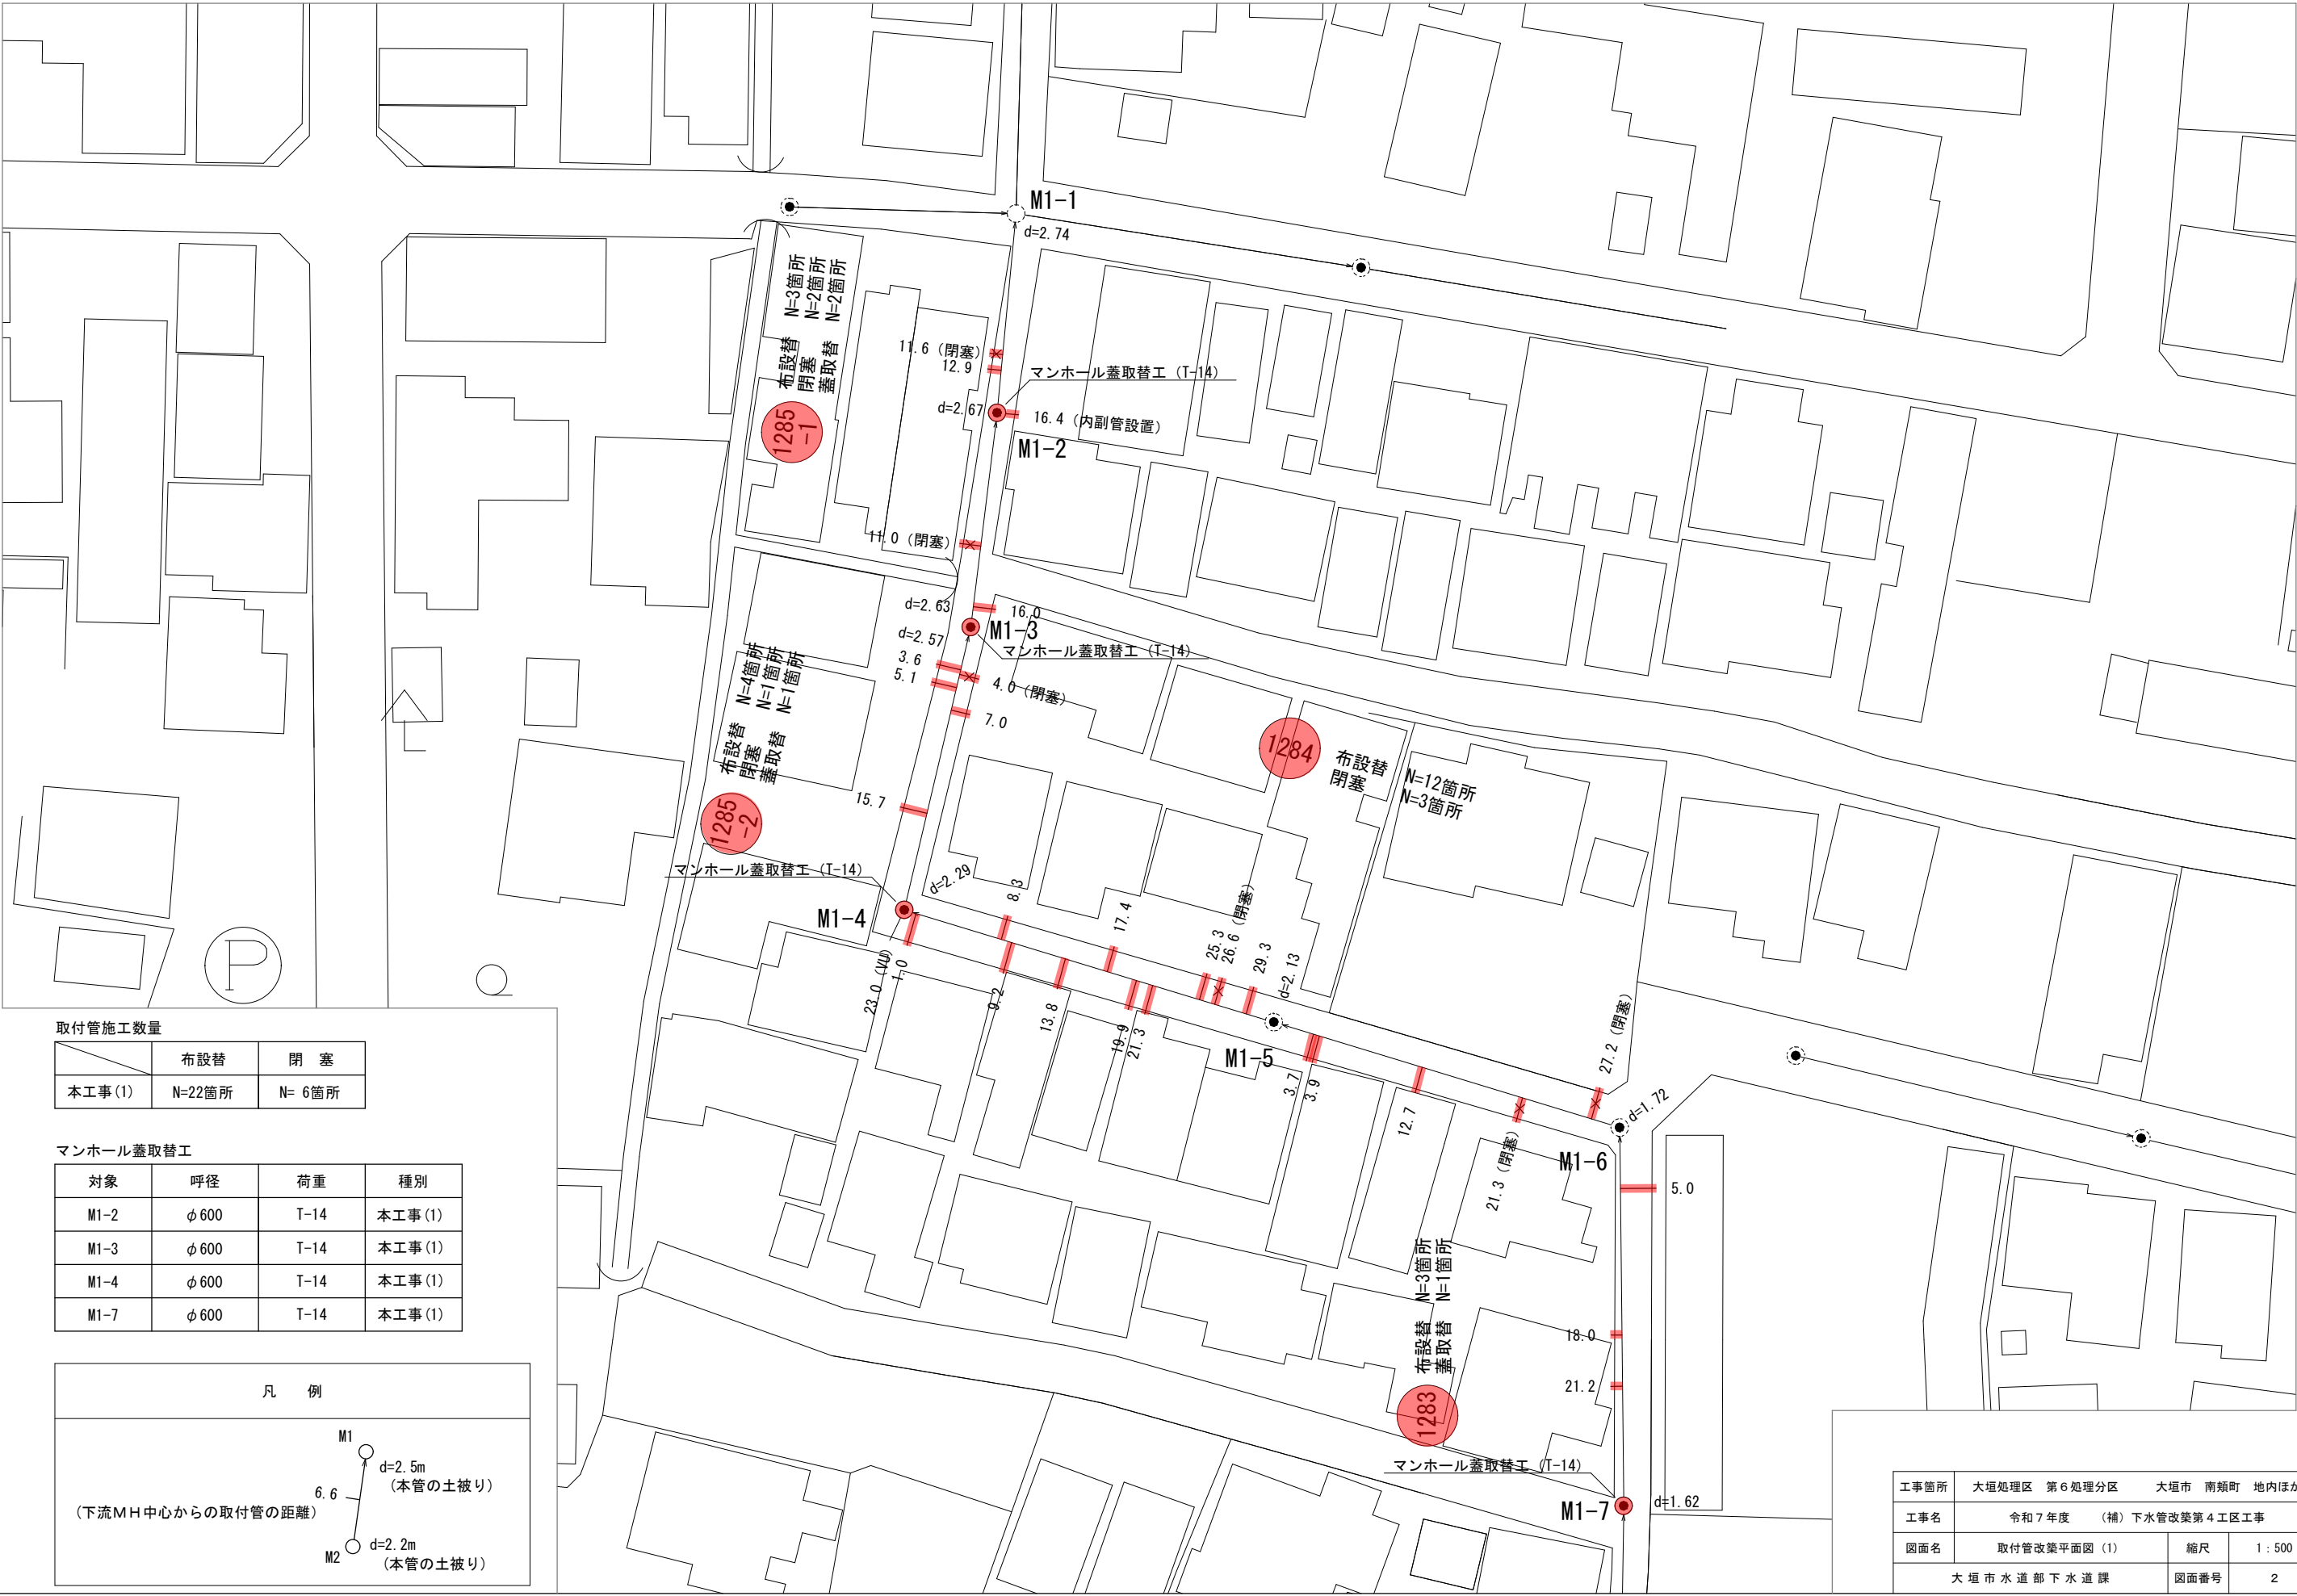 M1-1
d=2.74
布設替 N=3箇所
閉塞 N=2箇所
蓋取替 N=2箇所
1285
-1
11.6（閉塞）
12.9
マンホール蓋取替工（T-14）
d=2.67
16.4（内副管設置）
M1-2
11.0（閉塞）
d=2.63
16.0
M1-3
d=2.57
マンホール蓋取替工（T-14）
3.6
5.1
4.0（閉塞）
7.0
布設替 N=4箇所
閉塞 N=1箇所
蓋取替 N=1箇所
1285
-2
15.7
1284
布設替 N=12箇所
閉塞 N=3箇所
マンホール蓋取替工（T-14）
d=2.29
M1-4
8.3
17.4
25.3
26.6（閉塞）
29.3
d=2.13
23.0（VU）
1.0
9.2
13.8
19.9
21.3
M1-5
3.7
3.9
12.7
21.3（閉塞）
27.2（閉塞）
d=1.72
M1-6
5.0
布設替 N=3箇所
蓋取替 N=1箇所
1283
18.0
21.2
マンホール蓋取替工（T-14）
M1-7
d=1.62
P
取付管施工数量
布設替 閉 塞
本工事(1) N=22箇所 N= 6箇所
マンホール蓋取替工
対象 呼径 荷重 種別
M1-2 φ600 T-14 本工事(1)
M1-3 φ600 T-14 本工事(1)
M1-4 φ600 T-14 本工事(1)
M1-7 φ600 T-14 本工事(1)
凡 例
M1
d=2.5m
（本管の土被り）
6.6
（下流ＭＨ中心からの取付管の距離）
M2
d=2.2m
（本管の土被り）
工事箇所 大垣処理区 第６処理分区 大垣市 南頬町 地内ほか
工事名 令和７年度 （補）下水管改築第４工区工事
図面名 取付管改築平面図（1） 縮尺 1：500
大垣市水道部下水道課 図面番号 2